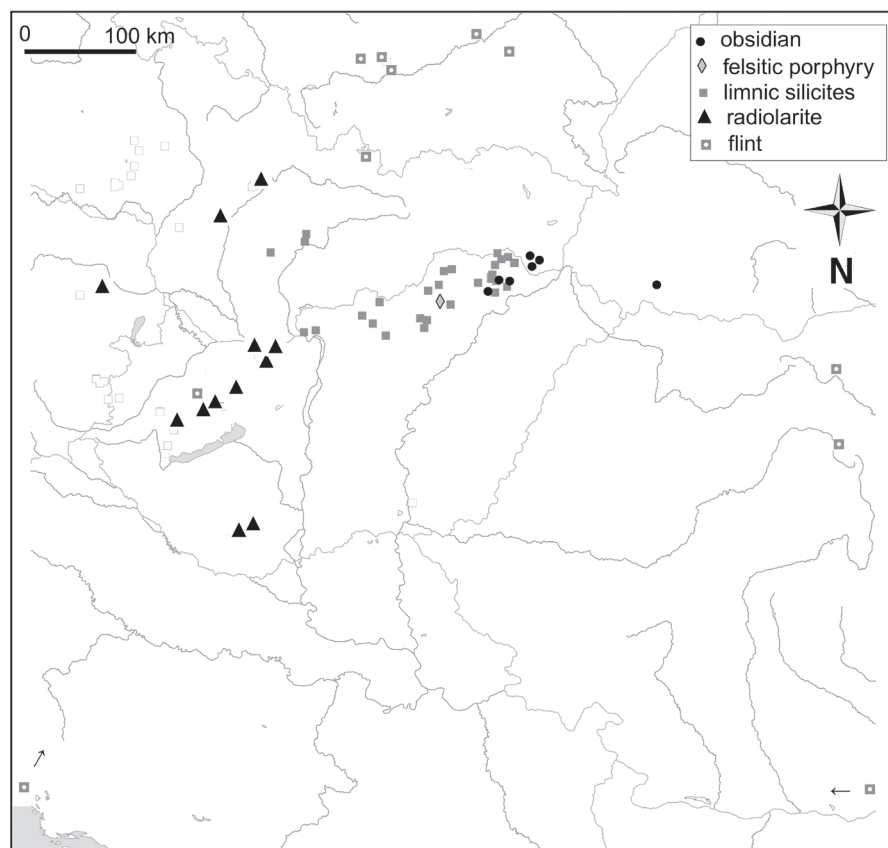 0 100 km
obsidian
felsitic porphyry
limnic silicites
radiolarite
flint
N